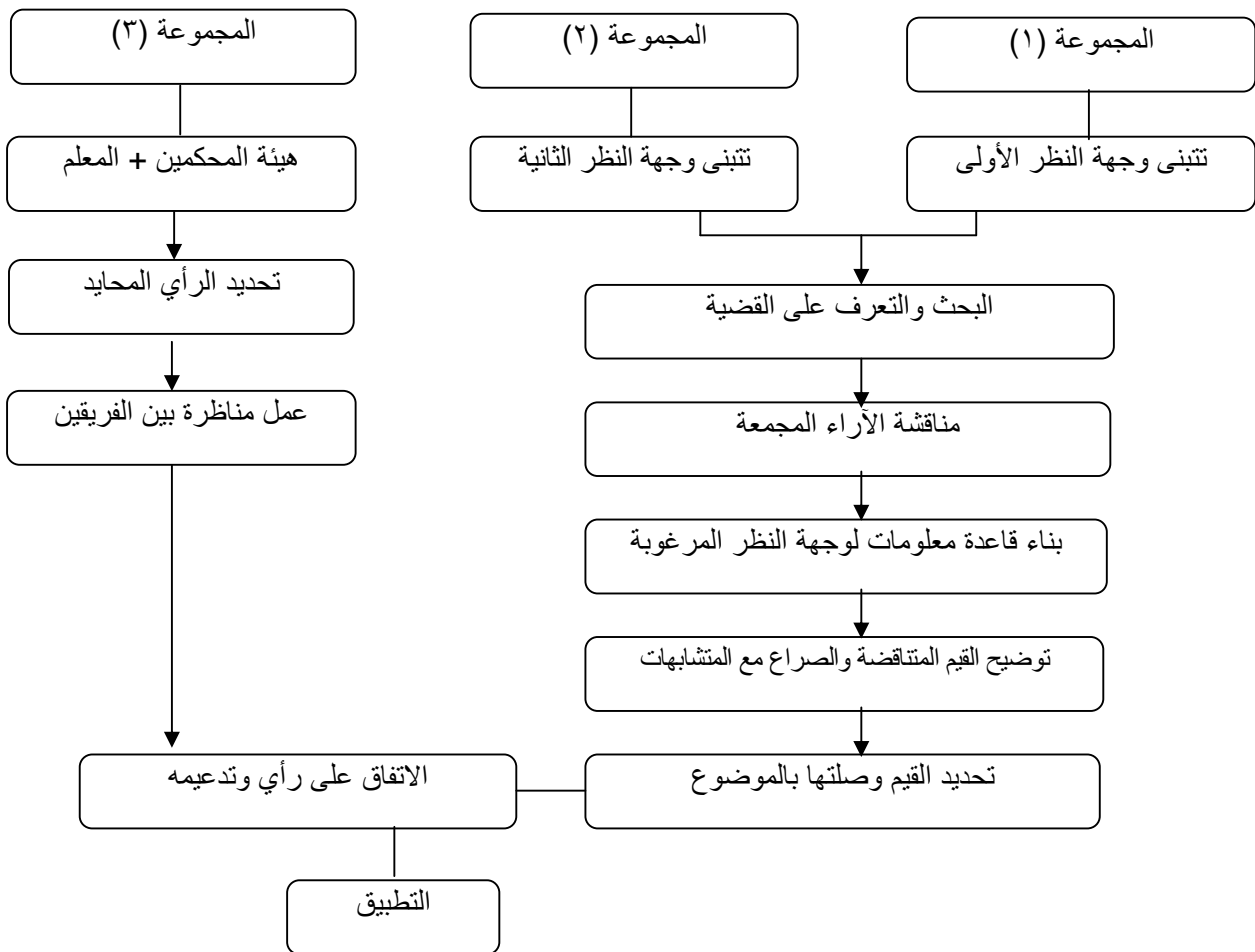 المجموعة (١)
المجموعة (٢)
المجموعة (٣)
تتبنى وجهة النظر الأولى
تتبنى وجهة النظر الثانية
هيئة المحكمين + المعلم
البحث والتعرف على القضية
تحديد الرأي المحايد
مناقشة الآراء المجمعة
عمل مناظرة بين الفريقين
بناء قاعدة معلومات لوجهة النظر المرغوبة
توضيح القيم المتناقضة والصراع مع المتشابهات
تحديد القيم وصلتها بالموضوع
الاتفاق على رأي وتدعيمه
التطبيق